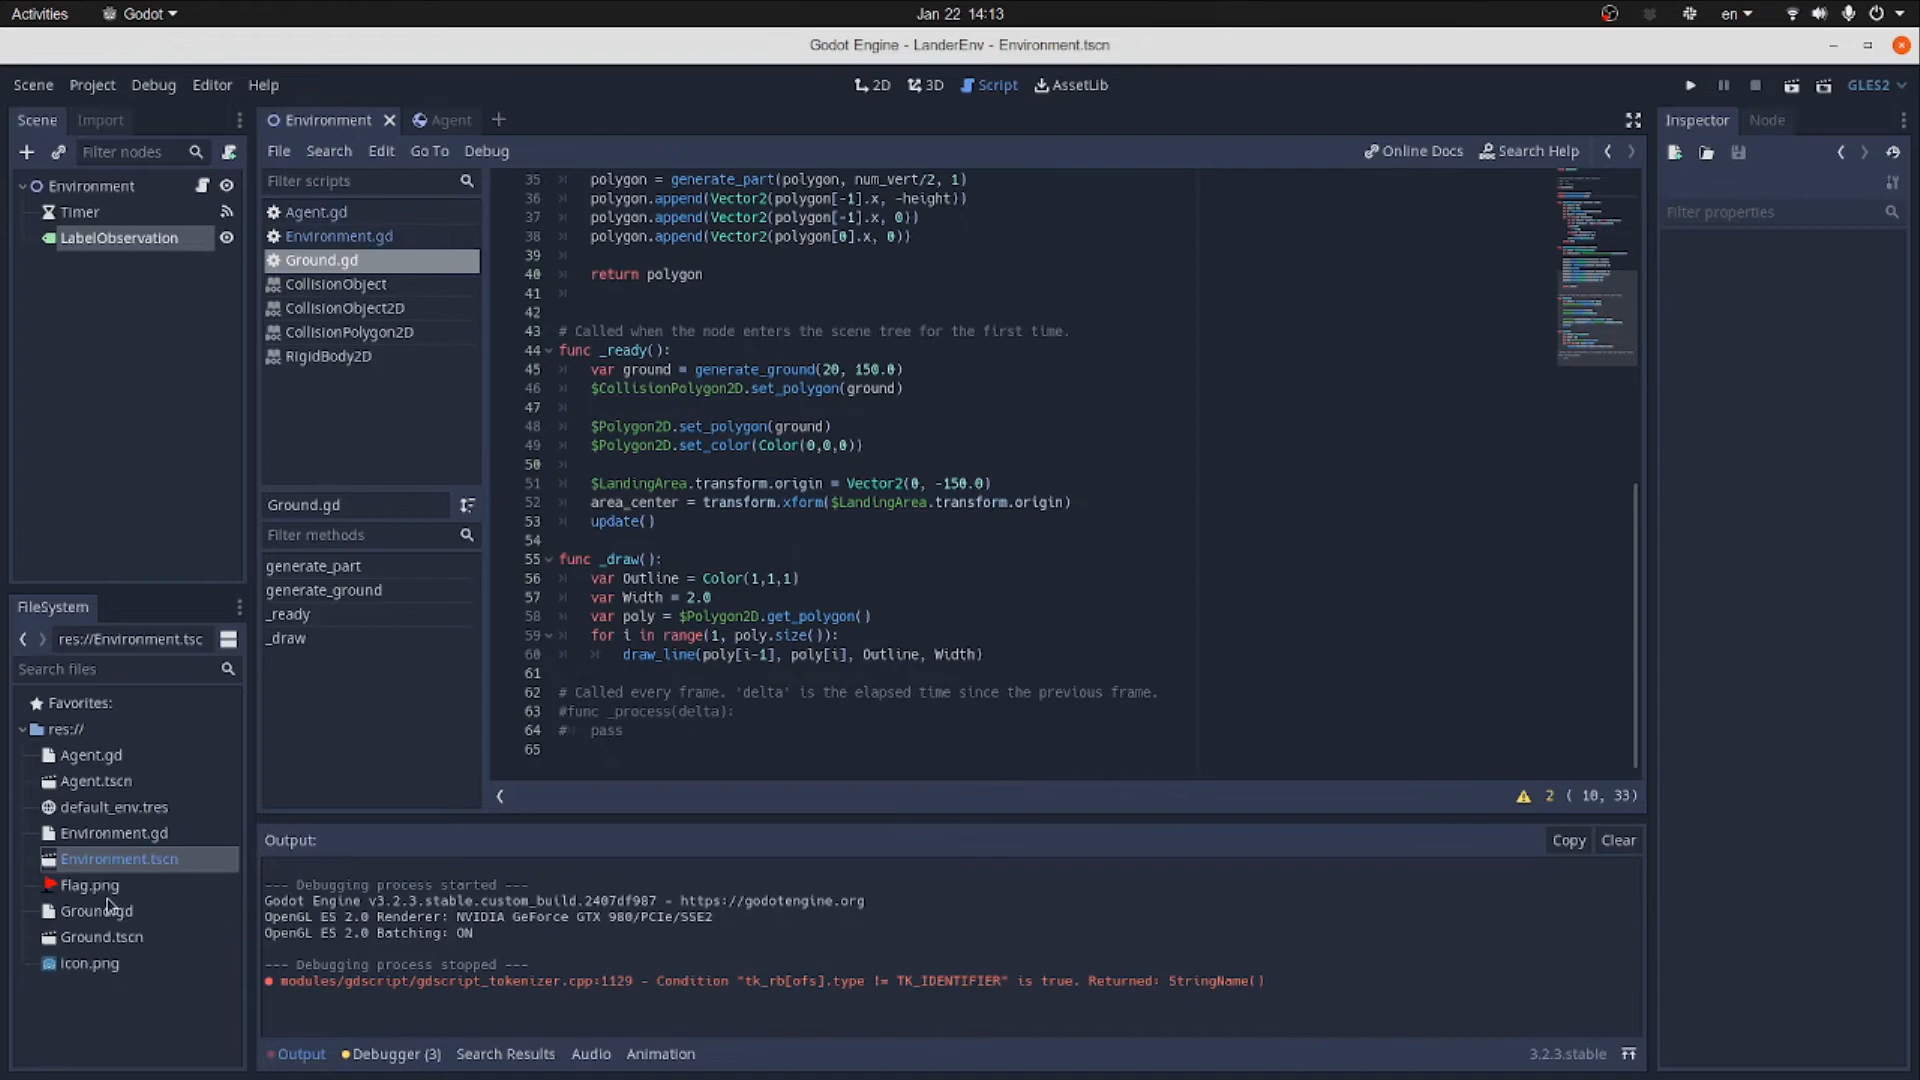 Activities
Godot
Jan 22 14:13
en
Godot Engine - LanderEnv - Environment.tscn
Scene Project Debug Editor Help
2D 3D Script AssetLib
GLES2
Scene Import
Environment Agent
Inspector Node
Filter nodes
File Search Edit Go To Debug
Online Docs Search Help
Environment
Timer
LabelObservation
Filter scripts
Agent.gd
Environment.gd
Ground.gd
CollisionObject
CollisionObject2D
CollisionPolygon2D
RigidBody2D
Ground.gd
Filter methods
generate_part
generate_ground
_ready
_draw
35 polygon = generate_part(polygon, num_vert/2, 1)
36 polygon.append(Vector2(polygon[-1].x, -height))
37 polygon.append(Vector2(polygon[-1].x, 0))
38 polygon.append(Vector2(polygon[0].x, 0))
39
40 return polygon
41
42
43 # Called when the node enters the scene tree for the first time.
44 func _ready():
45 var ground = generate_ground(20, 150.0)
46 $CollisionPolygon2D.set_polygon(ground)
47
48 $Polygon2D.set_polygon(ground)
49 $Polygon2D.set_color(Color(0,0,0))
50
51 $LandingArea.transform.origin = Vector2(0, -150.0)
52 area_center = transform.xform($LandingArea.transform.origin)
53 update()
54
55 func _draw():
56 var Outline = Color(1,1,1)
57 var Width = 2.0
58 var poly = $Polygon2D.get_polygon()
59 for i in range(1, poly.size()):
60 draw_line(poly[i-1], poly[i], Outline, Width)
61
62 # Called every frame. 'delta' is the elapsed time since the previous frame.
63 #func _process(delta):
64 # pass
65
2 ( 10, 33)
Filter properties
FileSystem
res://Environment.tsc
Search files
Favorites:
res://
Agent.gd
Agent.tscn
default_env.tres
Environment.gd
Environment.tscn
Flag.png
Ground.gd
Ground.tscn
icon.png
Output:
Copy Clear
--- Debugging process started ---
Godot Engine v3.2.3.stable.custom_build.2407df987 - https://godotengine.org
OpenGL ES 2.0 Renderer: NVIDIA GeForce GTX 980/PCIe/SSE2
OpenGL ES 2.0 Batching: ON
--- Debugging process stopped ---
modules/gdscript/gdscript_tokenizer.cpp:1129 - Condition "tk_rb[ofs].type != TK_IDENTIFIER" is true. Returned: StringName()
Output Debugger (3) Search Results Audio Animation
3.2.3.stable